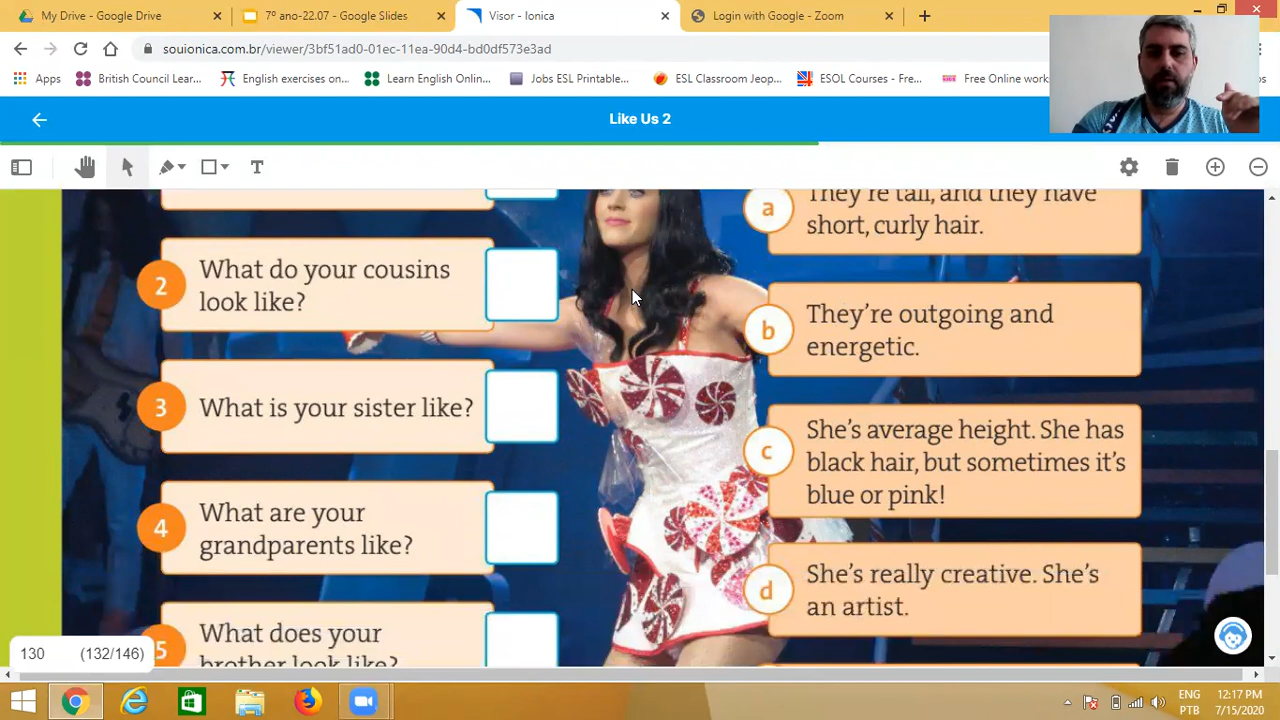 My Drive - Google Drive
7º ano-22.07 - Google Slides
Visor - Ionica
Login with Google - Zoom
souionica.com.br/viewer/3bf51ad0-01ec-11ea-90d4-bd0df573e3ad
Apps
British Council Lear...
English exercises on...
Learn English Onlin...
Jobs ESL Printable...
ESL Classroom Jeop...
ESOL Courses - Fre...
Free Online works
Like Us 2
T
a
They're tall, and they have
short, curly hair.
2
What do your cousins
look like?
b
They're outgoing and
energetic.
3
What is your sister like?
c
She's average height. She has
black hair, but sometimes it's
blue or pink!
4
What are your
grandparents like?
d
She's really creative. She's
an artist.
5
What does your
brother look like?
130 (132/146)
ENG
PTB
12:17 PM
7/15/2020